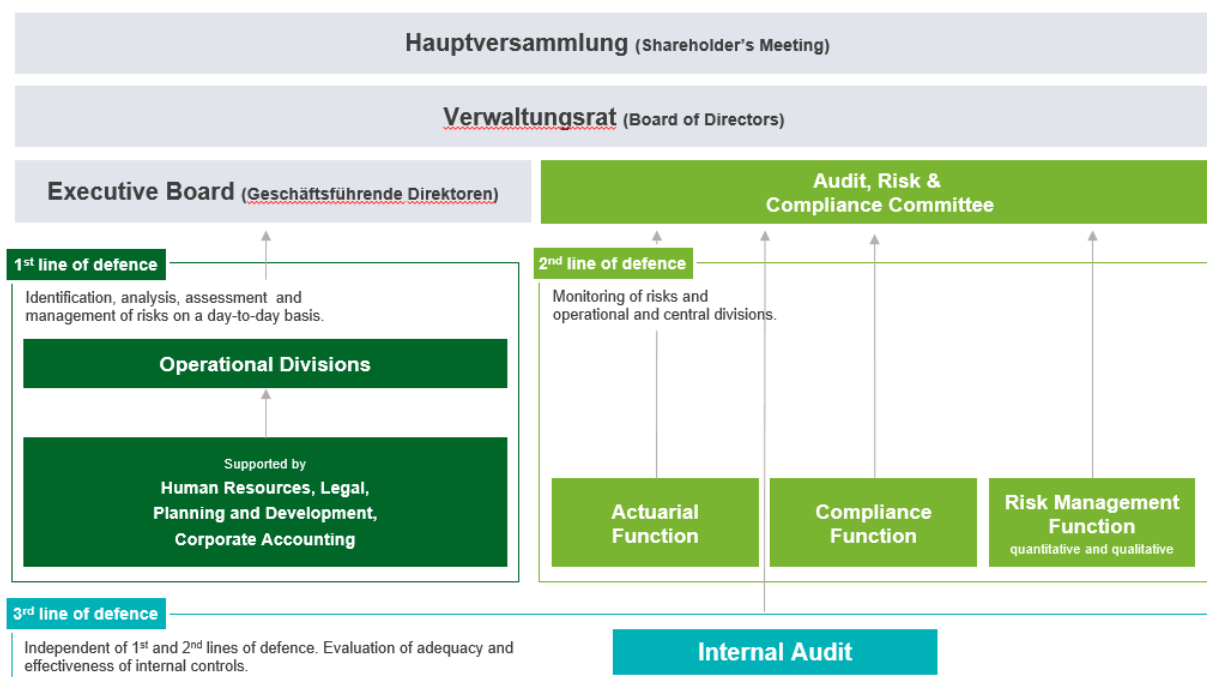 Hauptversammlung (Shareholder's Meeting)
Verwaltungsrat (Board of Directors)
Executive Board (Geschäftsführende Direktoren)
Audit, Risk &
Compliance Committee
1st line of defence
Identification, analysis, assessment and
management of risks on a day-to-day basis.
Operational Divisions
Supported by
Human Resources, Legal,
Planning and Development,
Corporate Accounting
2nd line of defence
Monitoring of risks and
operational and central divisions.
Actuarial
Function
Compliance
Function
Risk Management
Function
quantitative and qualitative
3rd line of defence
Independent of 1st and 2nd lines of defence. Evaluation of adequacy and
effectiveness of internal controls.
Internal Audit